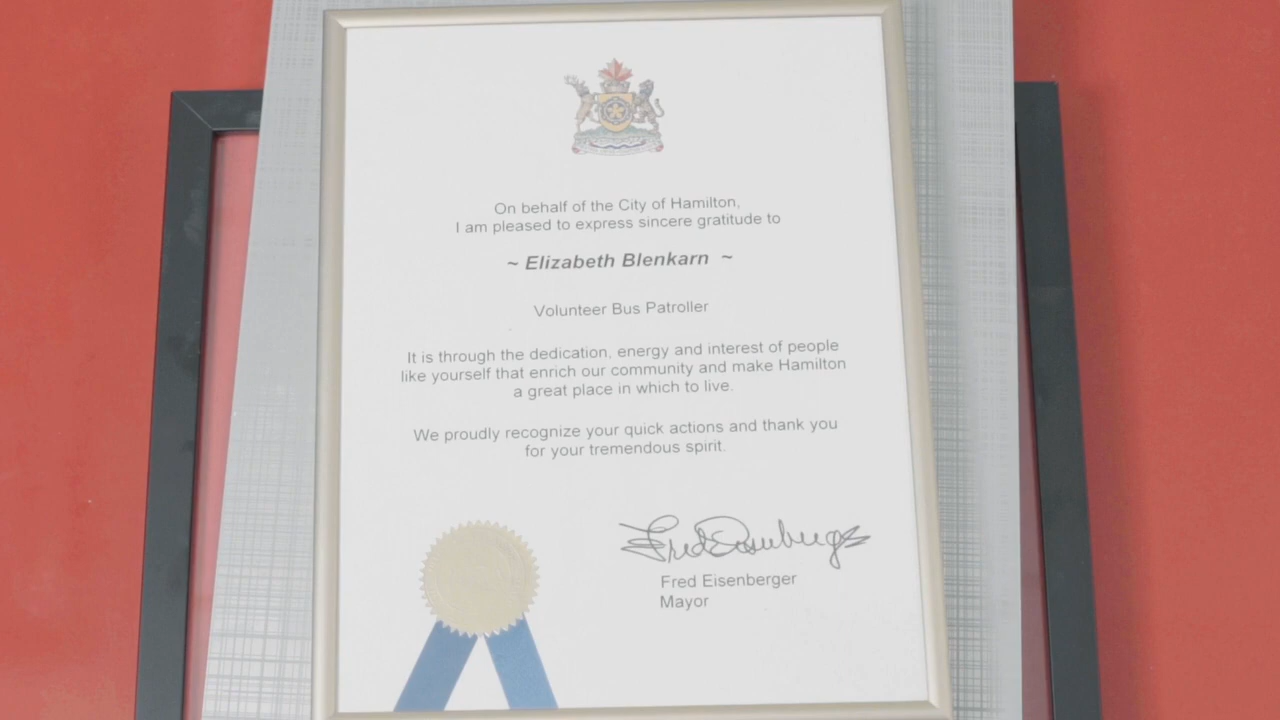 On behalf of the City of Hamilton,
I am pleased to express sincere gratitude to
~ Elizabeth Blenkarn ~
Volunteer Bus Patroller
It is through the dedication, energy and interest of people
like yourself that enrich our community and make Hamilton
a great place in which to live.
We proudly recognize your quick actions and thank you
for your tremendous spirit.
Fred Eisenberger
Fred Eisenberger
Mayor